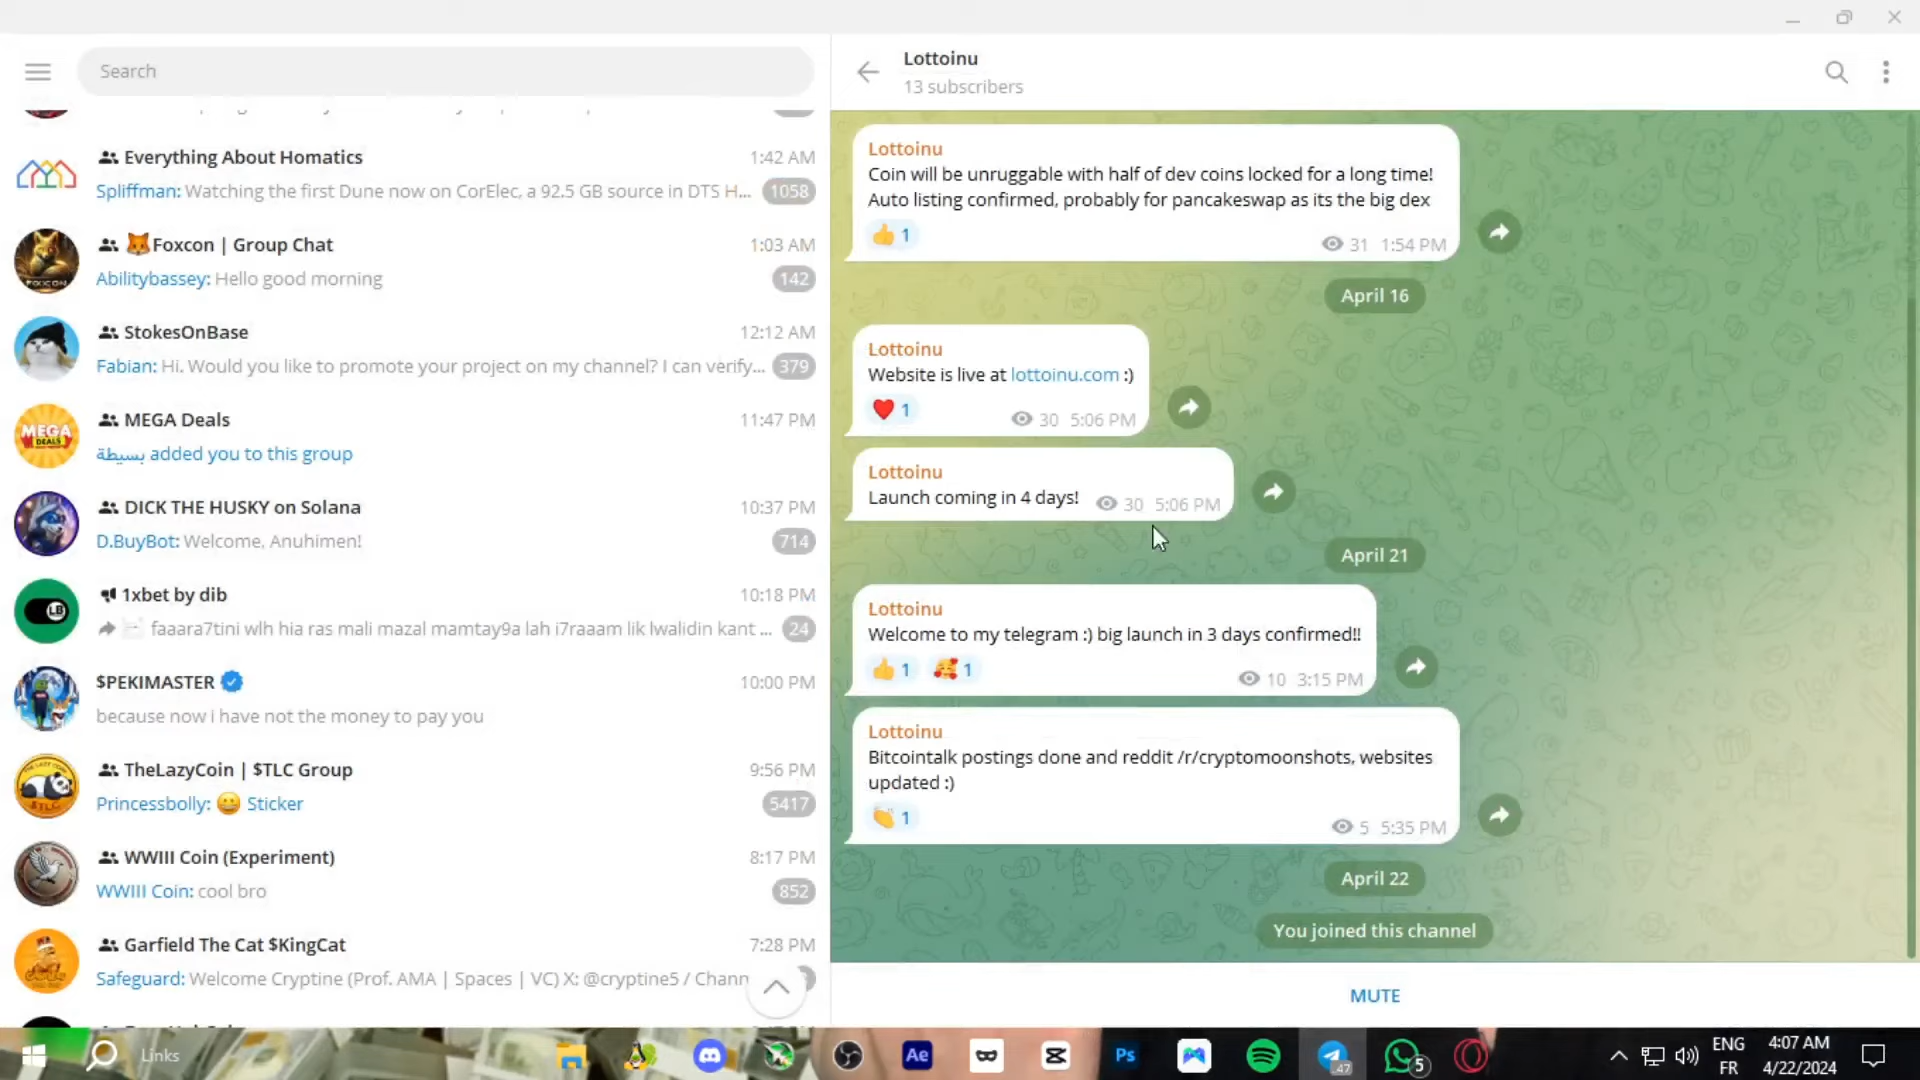 Search
Everything About Homatics
1:42 AM
Spliffman: Watching the first Dune now on CorElec, a 92.5 GB source in DTS H...
1058
Foxcon | Group Chat
1:03 AM
Abilitybassey: Hello good morning
142
StokesOnBase
12:12 AM
Fabian: Hi. Would you like to promote your project on my channel? I can verify...
379
MEGA Deals
11:47 PM
بسيطة added you to this group
DICK THE HUSKY on Solana
10:37 PM
D.BuyBot: Welcome, Anuhimen!
714
1xbet by dib
10:18 PM
faaara7tini wlh hia ras mali mazal mamtay9a lah i7raaam lik lwalidin kant ...
24
$PEKIMASTER
10:00 PM
because now i have not the money to pay you
TheLazyCoin | $TLC Group
9:56 PM
Princessbolly: 😀 Sticker
5417
WWIII Coin (Experiment)
8:17 PM
WWIII Coin: cool bro
852
Garfield The Cat $KingCat
7:28 PM
Safeguard: Welcome Cryptine (Prof. AMA | Spaces | VC) X: @cryptine5 / Chann
Lottoinu
13 subscribers
Lottoinu
Coin will be unruggable with half of dev coins locked for a long time!
Auto listing confirmed, probably for pancakeswap as its the big dex
👍 1
31 1:54 PM
April 16
Lottoinu
Website is live at lottoinu.com :)
❤️ 1
30 5:06 PM
Lottoinu
Launch coming in 4 days!
30 5:06 PM
April 21
Lottoinu
Welcome to my telegram :) big launch in 3 days confirmed!!
👍 1 🥰 1
10 3:15 PM
Lottoinu
Bitcointalk postings done and reddit /r/cryptomoonshots, websites
updated :)
👏 1
5 5:35 PM
April 22
You joined this channel
MUTE
MEGA
DEALS
FOXICON
LB
$TLC
Links
Ae
Ps
47
5
ENG
FR
4:07 AM
4/22/2024